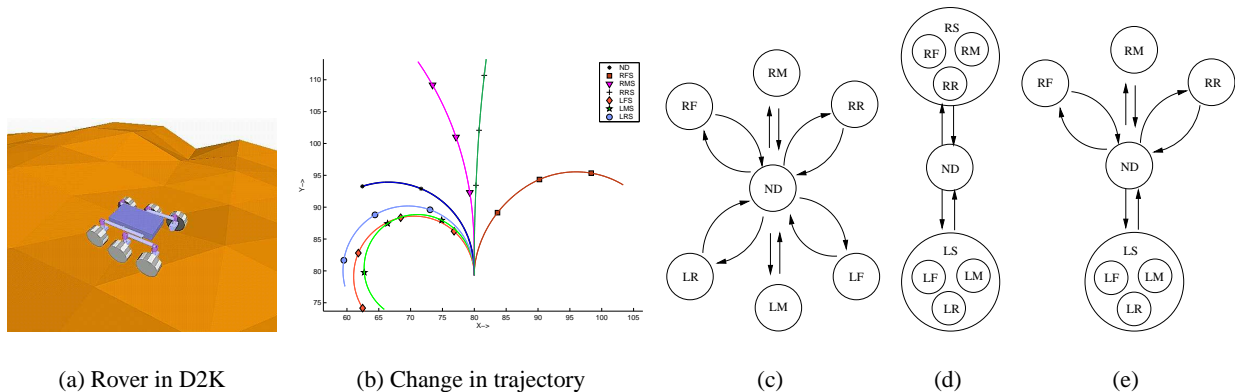 110
105
100
95
90
85
80
75
Y-->
60
65
70
75
80
85
90
95
100
X-->
ND
RFS
RMS
RRS
LFS
LMS
LRS
RM
RF
RR
ND
LR
LF
LM
RS
RF
RM
RR
ND
LS
LF
LM
LR
RM
RF
RR
ND
LS
LF
LM
LR
(a) Rover in D2K
(b) Change in trajectory
(c)
(d)
(e)